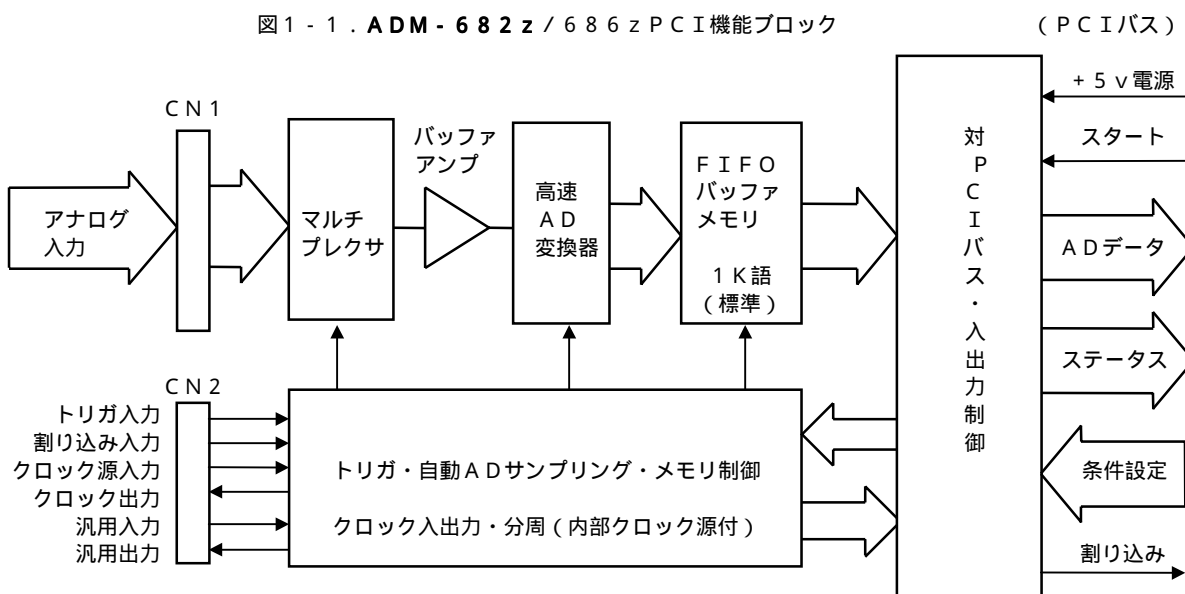 図1-1.ADM-682z/686zPCI機能ブロック
(PCIバス)
CN1
アナログ
入力
マルチ
プレクサ
バッファ
アンプ
高速
AD
変換器
FIFO
バッファ
メモリ
1K語
(標準)
対PCIバス・入出力制御
+5v電源
スタート
ADデータ
ステータス
条件設定
割り込み
CN2
トリガ入力
割り込み入力
クロック源入力
クロック出力
汎用入力
汎用出力
トリガ・自動ADサンプリング・メモリ制御
クロック入出力・分周(内部クロック源付)